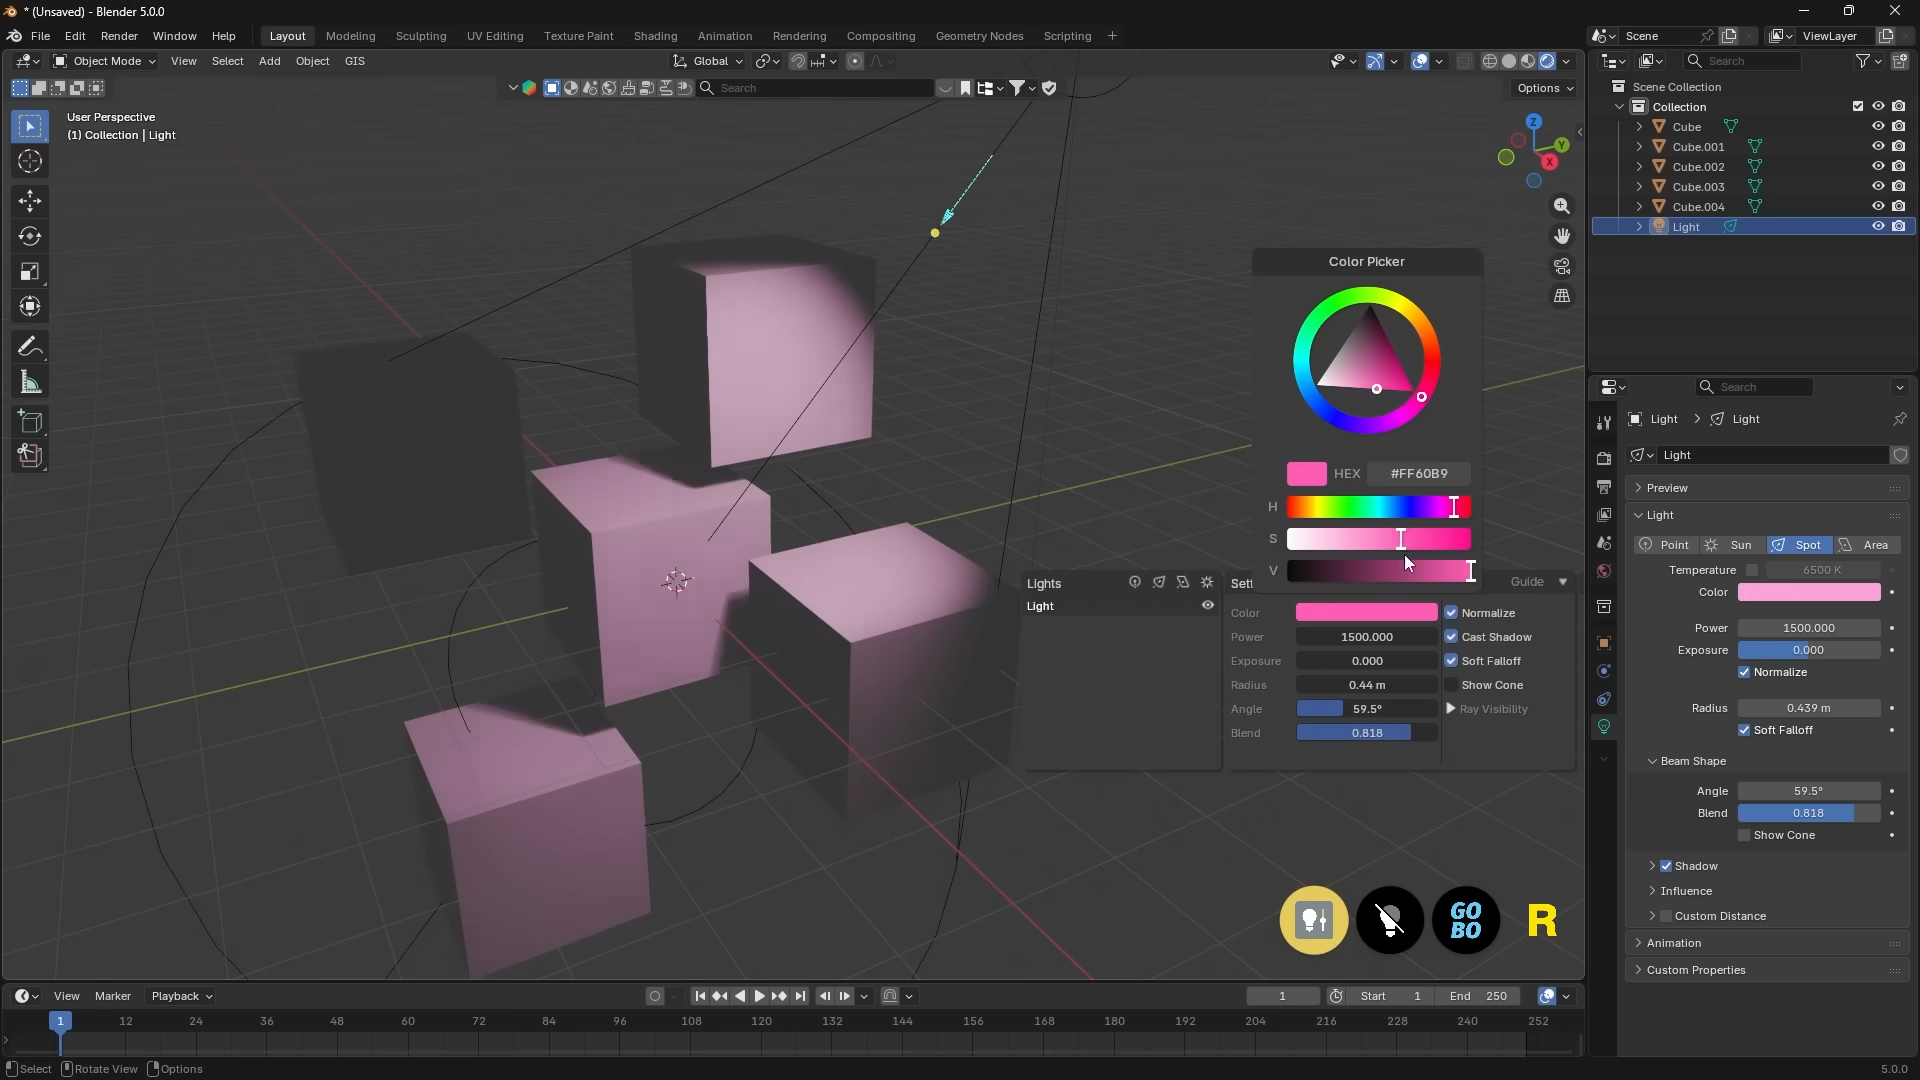 * (Unsaved) - Blender 5.0.0
File Edit Render Window Help Layout Modeling Sculpting UV Editing Texture Paint Shading Animation Rendering Compositing Geometry Nodes Scripting + Scene ViewLayer
Object Mode View Select Add Object GIS Global Search
Search Options
User Perspective
(1) Collection | Light
Z
Y
X
Scene Collection
Collection
Cube
Cube.001
Cube.002
Cube.003
Cube.004
Light
Color Picker
HEX #FF60B9
H
S
V
Lights
Light
Sett
Guide
Color
Power 1500.000
Exposure 0.000
Radius 0.44 m
Angle 59.5°
Blend 0.818
Normalize
Cast Shadow
Soft Falloff
Show Cone
Ray Visibility
Search
Light > Light
Light
Preview
Light
Point Sun Spot Area
Temperature 6500 K
Color
Power 1500.000
Exposure 0.000
Normalize
Radius 0.439 m
Soft Falloff
Beam Shape
Angle 59.5°
Blend 0.818
Show Cone
Shadow
Influence
Custom Distance
Animation
Custom Properties
GO
BO
R
View Marker Playback 1 Start 1 End 250
1 12 24 36 48 60 72 84 96 108 120 132 144 156 168 180 192 204 216 228 240 252
Select Rotate View Options 5.0.0